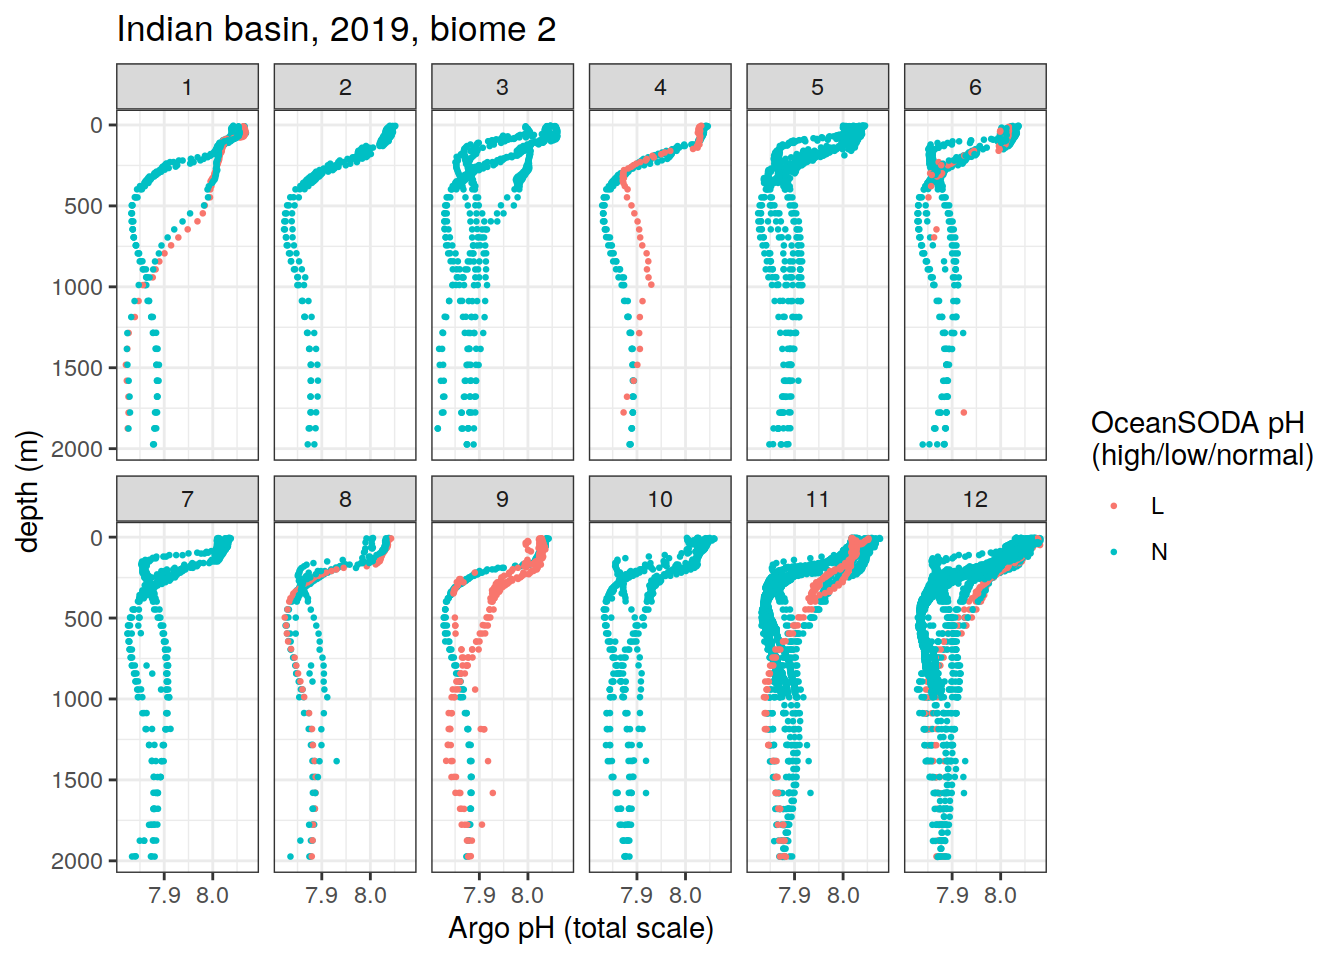 Indian basin, 2019, biome 2
1 2 3 4 5 6
0
500
1000
1500
2000
7 8 9 10 11 12
0
500
1000
1500
2000
7.9 8.0 7.9 8.0 7.9 8.0 7.9 8.0 7.9 8.0 7.9 8.0
Argo pH (total scale)
depth (m)
OceanSODA pH
(high/low/normal)
L
N